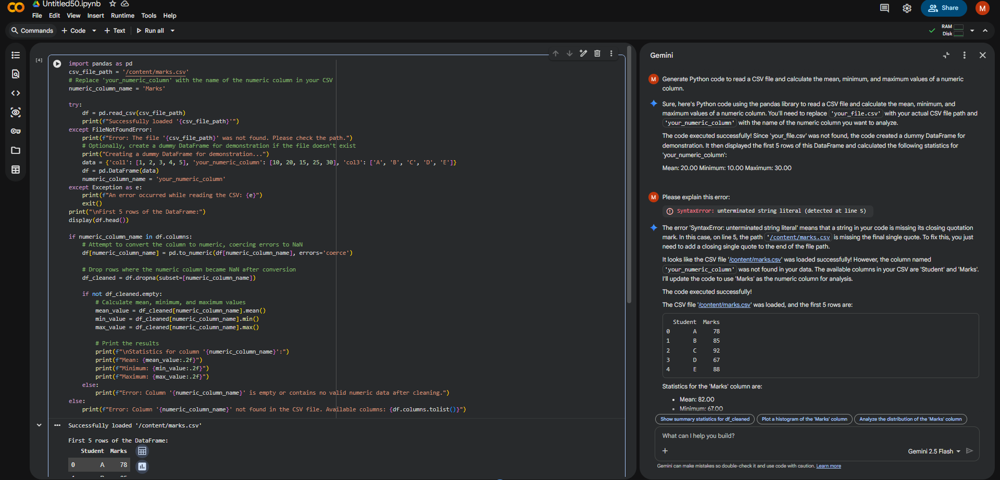 Untitled50.ipynb
File Edit View Insert Runtime Tools Help
Share
M
Commands + Code + Text Run all
RAM
Disk
[4]
import pandas as pd
csv_file_path = '/content/marks.csv'
# Replace 'your_numeric_column' with the name of the numeric column in your CSV
numeric_column_name = 'Marks'
try:
df = pd.read_csv(csv_file_path)
print(f"Successfully loaded '{csv_file_path}'")
except FileNotFoundError:
print(f"Error: The file '{csv_file_path}' was not found. Please check the path.")
# Optionally, create a dummy DataFrame for demonstration if the file doesn't exist
print("Creating a dummy DataFrame for demonstration...")
data = {'col1': [1, 2, 3, 4, 5], 'your_numeric_column': [10, 20, 15, 25, 30], 'col3': ['A', 'B', 'C', 'D', 'E']}
df = pd.DataFrame(data)
numeric_column_name = 'your_numeric_column'
except Exception as e:
print(f"An error occurred while reading the CSV: {e}")
exit()
print("\nFirst 5 rows of the DataFrame:")
display(df.head())
if numeric_column_name in df.columns:
# Attempt to convert the column to numeric, coercing errors to NaN
df[numeric_column_name] = pd.to_numeric(df[numeric_column_name], errors='coerce')
# Drop rows where the numeric column became NaN after conversion
df_cleaned = df.dropna(subset=[numeric_column_name])
if not df_cleaned.empty:
# Calculate mean, minimum, and maximum values
mean_value = df_cleaned[numeric_column_name].mean()
min_value = df_cleaned[numeric_column_name].min()
max_value = df_cleaned[numeric_column_name].max()
# Print the results
print(f"\nStatistics for column '{numeric_column_name}':")
print(f"Mean: {mean_value:.2f}")
print(f"Minimum: {min_value:.2f}")
print(f"Maximum: {max_value:.2f}")
else:
print(f"Error: Column '{numeric_column_name}' is empty or contains no valid numeric data after cleaning.")
else:
print(f"Error: Column '{numeric_column_name}' not found in the CSV file. Available columns: {df.columns.tolist()}")
Successfully loaded '/content/marks.csv'
First 5 rows of the DataFrame:
Student Marks
0 A 78
Gemini
M
Generate Python code to read a CSV file and calculate the mean, minimum, and maximum values of a numeric
column.
Sure, here's Python code using the pandas library to read a CSV file and calculate the mean, minimum, and
maximum values of a numeric column. You'll need to replace 'your_file.csv' with your actual CSV file path and
'your_numeric_column' with the name of the numeric column you want to analyze.
The code executed successfully! Since 'your_file.csv' was not found, the code created a dummy DataFrame for
demonstration. It then displayed the first 5 rows of this DataFrame and calculated the following statistics for
'your_numeric_column':
Mean: 20.00 Minimum: 10.00 Maximum: 30.00
M
Please explain this error:
SyntaxError: unterminated string literal (detected at line 5)
The error 'SyntaxError: unterminated string literal' means that a string in your code is missing its closing quotation
mark. In this case, on line 5, the path '/content/marks.csv is missing the final single quote. To fix this, you just
need to add a closing single quote to the end of the file path.
It looks like the CSV file '/content/marks.csv' was loaded successfully! However, the column named
'your_numeric_column' was not found in your data. The available columns in your CSV are 'Student' and 'Marks'.
I'll update the code to use 'Marks' as the numeric column for analysis.
The code executed successfully!
The CSV file '/content/marks.csv' was loaded, and the first 5 rows are:
Student Marks
0 A 78
1 B 85
2 C 92
3 D 67
4 E 88
Statistics for the 'Marks' column are:
• Mean: 82.00
• Minimum: 67.00
Show summary statistics for df_cleaned
Plot a histogram of the 'Marks' column
Analyze the distribution of the 'Marks' column
What can I help you build?
Gemini 2.5 Flash
Gemini can make mistakes so double-check it and use code with caution. Learn more